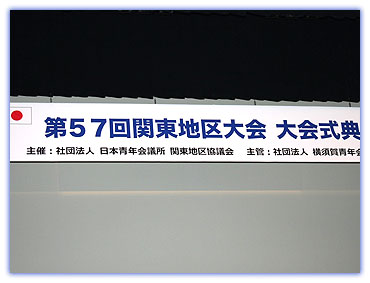 第57回関東地区大会 大会式典
主催：社団法人 日本青年会議所 関東地区協議会 主管：社団法人 横須賀青年会